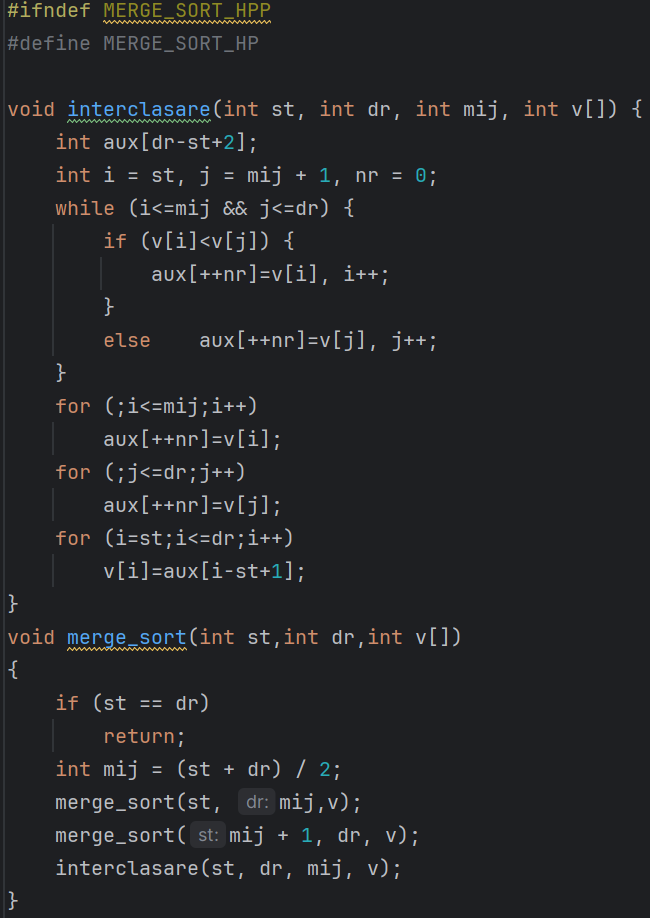 #ifndef MERGE_SORT_HPP
#define MERGE_SORT_HP

void interclasare(int st, int dr, int mij, int v[]) {
    int aux[dr-st+2];
    int i = st, j = mij + 1, nr = 0;
    while (i<=mij && j<=dr) {
        if (v[i]<v[j]) {
            aux[++nr]=v[i], i++;
        }
        else    aux[++nr]=v[j], j++;
    }
    for (;i<=mij;i++)
        aux[++nr]=v[i];
    for (;j<=dr;j++)
        aux[++nr]=v[j];
    for (i=st;i<=dr;i++)
        v[i]=aux[i-st+1];
}
void merge_sort(int st,int dr,int v[])
{
    if (st == dr)
        return;
    int mij = (st + dr) / 2;
    merge_sort(st, dr: mij,v);
    merge_sort( st: mij + 1, dr, v);
    interclasare(st, dr, mij, v);
}